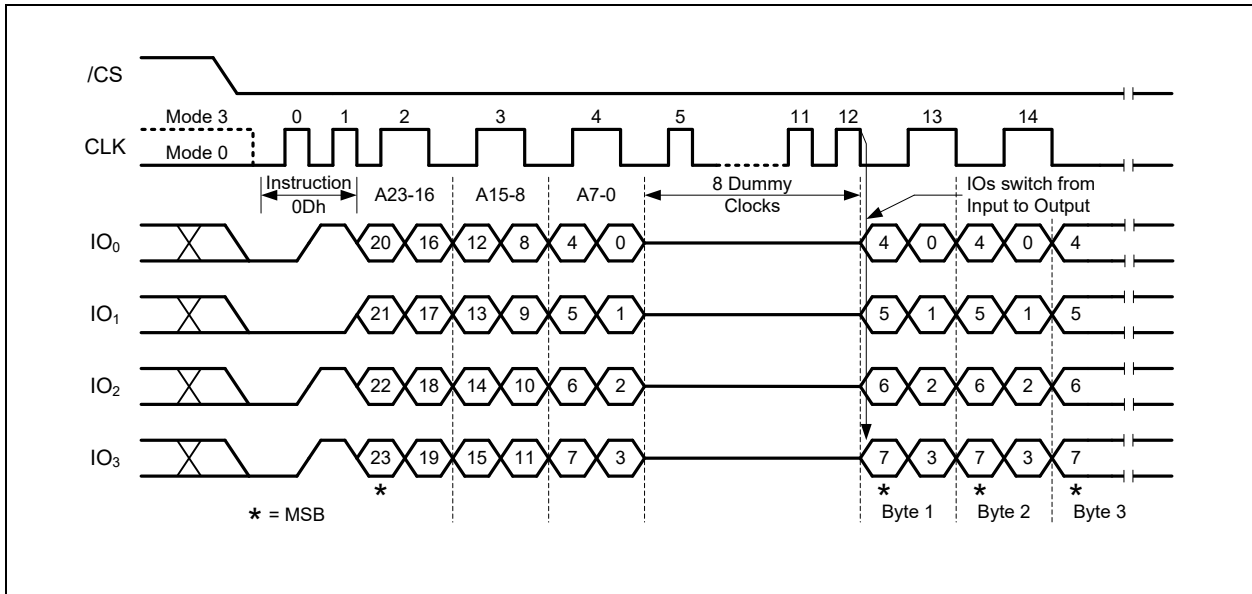 /CS
Mode 3 0 1 2 3 4 5 11 12 13 14
CLK
Mode 0
Instruction
0Dh
A23-16 A15-8 A7-0
8 Dummy
Clocks
IOs switch from
Input to Output
IO₀ 20 16 12 8 4 0 4 0 4 0 4
IO₁ 21 17 13 9 5 1 5 1 5 1 5
IO₂ 22 18 14 10 6 2 6 2 6 2 6
IO₃ 23 19 15 11 7 3 7 3 7 3 7
* * * *
* = MSB
Byte 1 Byte 2 Byte 3